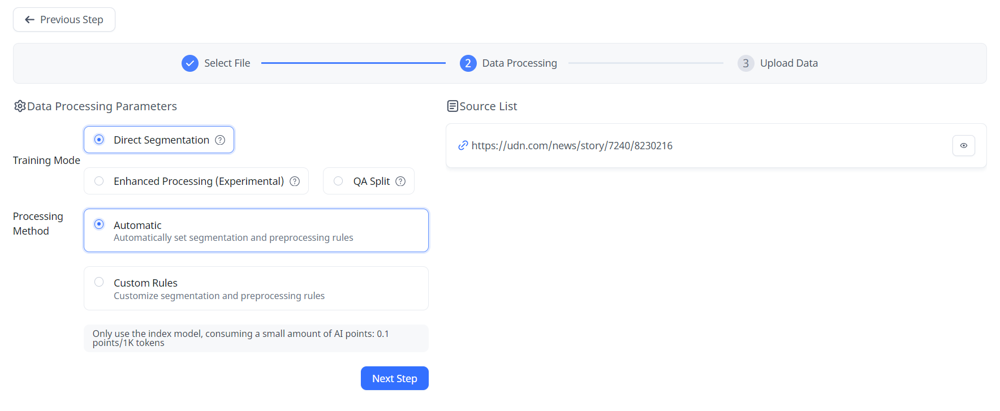 Previous Step
Select File
2 Data Processing
3 Upload Data
Data Processing Parameters
Training Mode
Direct Segmentation ?
Enhanced Processing (Experimental) ?
QA Split ?
Processing
Method
Automatic
Automatically set segmentation and preprocessing rules
Custom Rules
Customize segmentation and preprocessing rules
Only use the index model, consuming a small amount of AI points: 0.1
points/1K tokens
Next Step
Source List
https://udn.com/news/story/7240/8230216